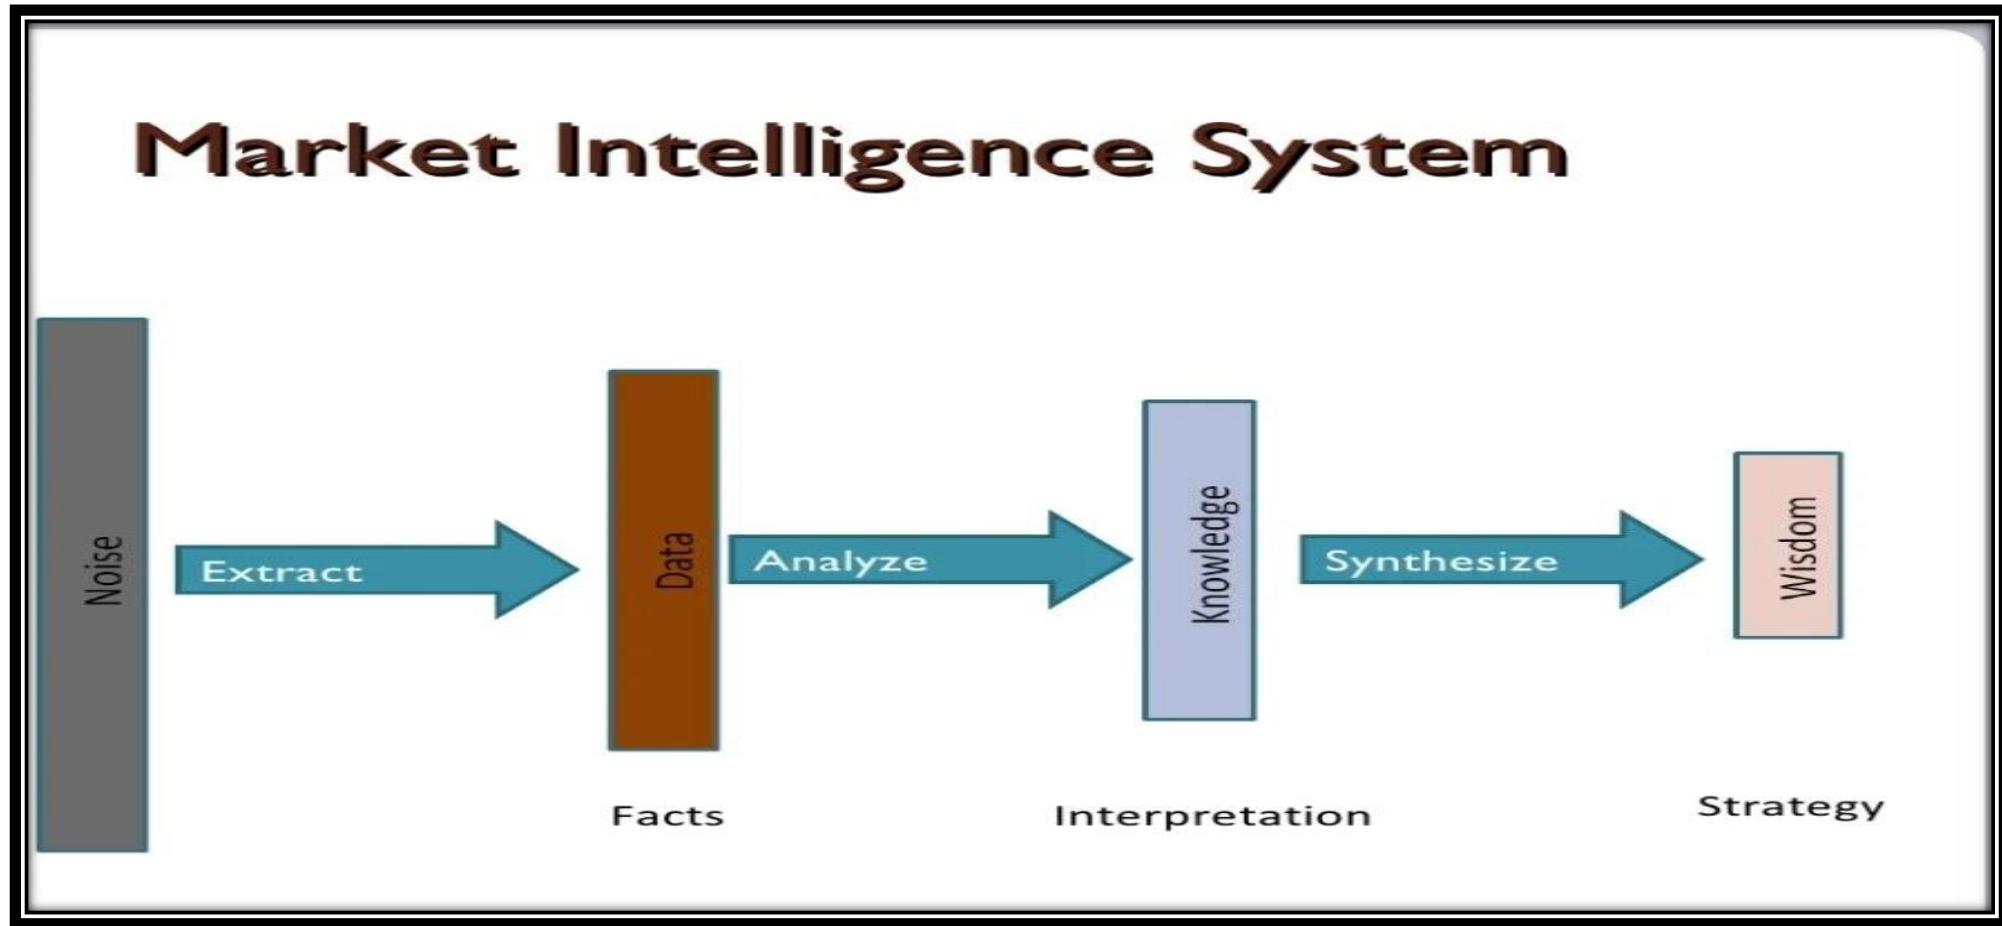 Market Intelligence System
Noise
Extract
Data
Analyze
Knowledge
Synthesize
Wisdom
Facts
Interpretation
Strategy